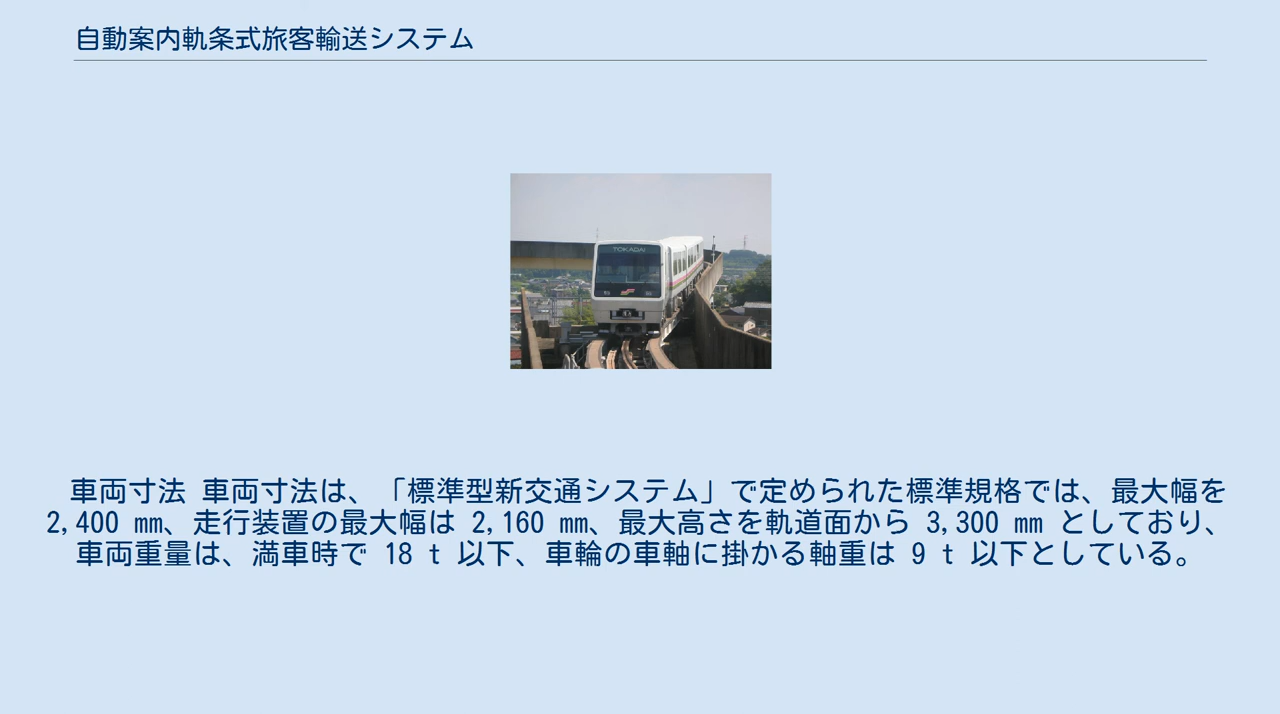 自動案内軌条式旅客輸送システム
TOKADAI
車両寸法 車両寸法は、「標準型新交通システム」で定められた標準規格では、最大幅を
2,400 mm、走行装置の最大幅は 2,160 mm、最大高さを軌道面から 3,300 mm としており、
車両重量は、満車時で 18 t 以下、車輪の車軸に掛かる軸重は 9 t 以下としている。